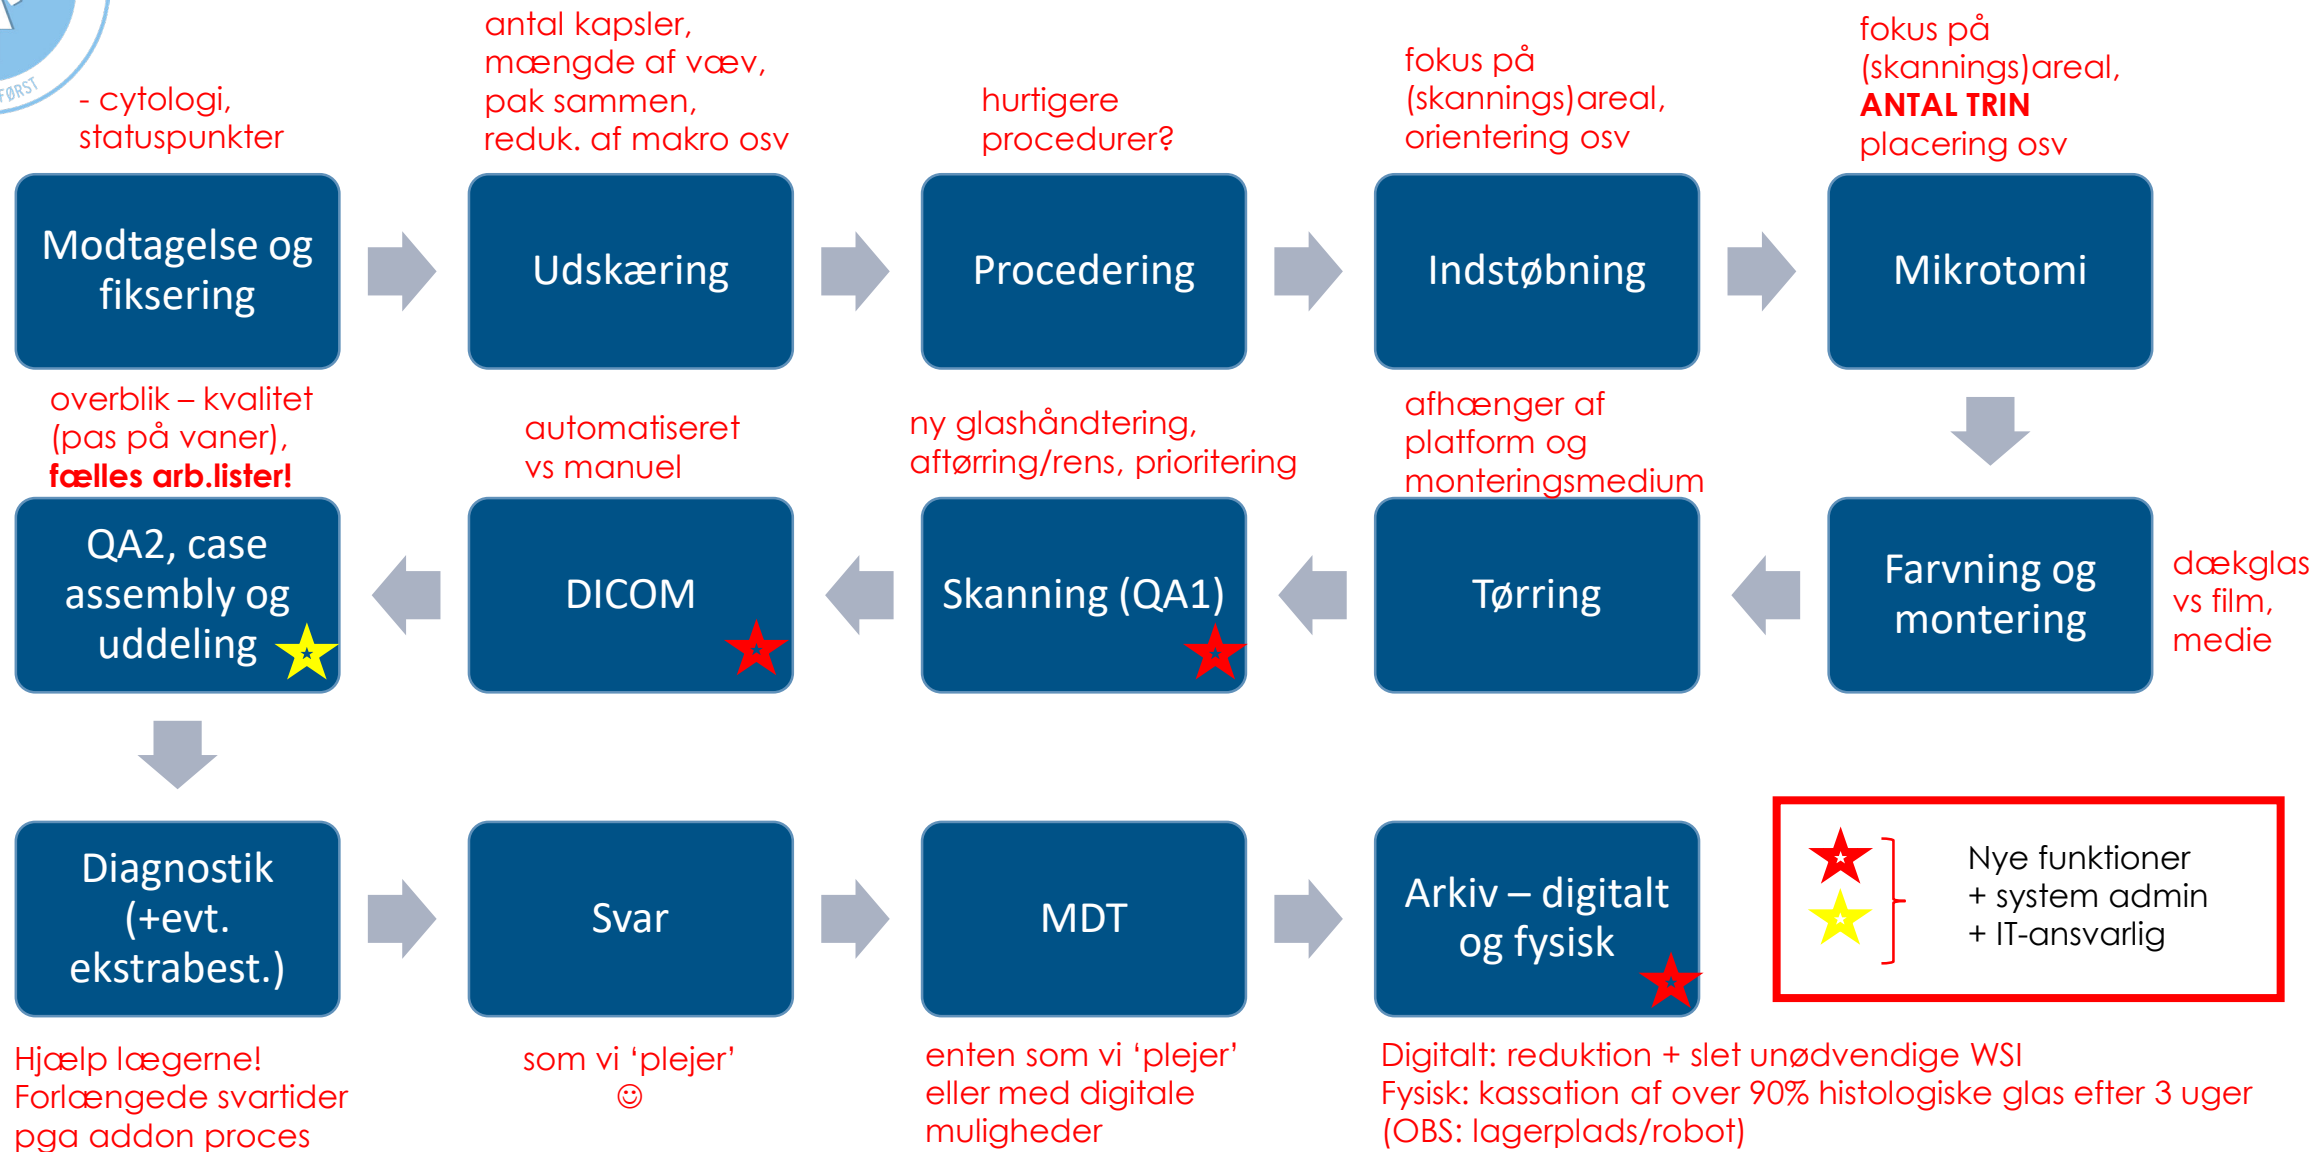 FØRST
- cytologi,
statuspunkter
antal kapsler,
mængde af væv,
pak sammen,
reduk. af makro osv
hurtigere
procedurer?
fokus på
(skannings)areal,
orientering osv
fokus på
(skannings)areal,
ANTAL TRIN
placering osv
Modtagelse og
fiksering
Udskæring
Procedering
Indstøbning
Mikrotomi
overblik – kvalitet
(pas på vaner),
fælles arb.lister!
automatiseret
vs manuel
ny glashåndtering,
aftørring/rens, prioritering
afhænger af
platform og
monteringsmedium
QA2, case
assembly og
uddeling
DICOM
Skanning (QA1)
Tørring
Farvning og
montering
dækglas
vs film,
medie
Diagnostik
(+evt.
ekstrabest.)
Svar
MDT
Arkiv – digitalt
og fysisk
Nye funktioner
+ system admin
+ IT-ansvarlig
Hjælp lægerne!
Forlængede svartider
pga addon proces
som vi ‘plejer’
☺
enten som vi ‘plejer’
eller med digitale
muligheder
Digitalt: reduktion + slet unødvendige WSI
Fysisk: kassation af over 90% histologiske glas efter 3 uger
(OBS: lagerplads/robot)